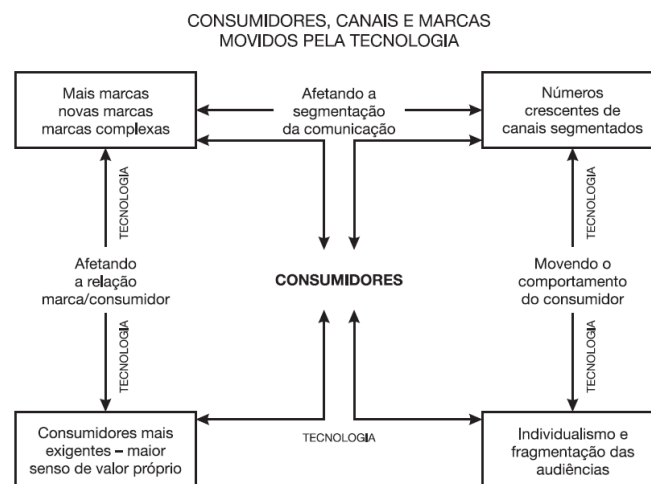 CONSUMIDORES, CANAIS E MARCAS
MOVIDOS PELA TECNOLOGIA
Mais marcas
novas marcas
marcas complexas
Afetando a
segmentação
da comunicação
Números
crescentes de
canais segmentados
TECNOLOGIA
TECNOLOGIA
Afetando
a relação
marca/consumidor
CONSUMIDORES
Movendo o
comportamento
do consumidor
TECNOLOGIA
TECNOLOGIA
Consumidores mais
exigentes – maior
senso de valor próprio
TECNOLOGIA
Individualismo e
fragmentação das
audiências